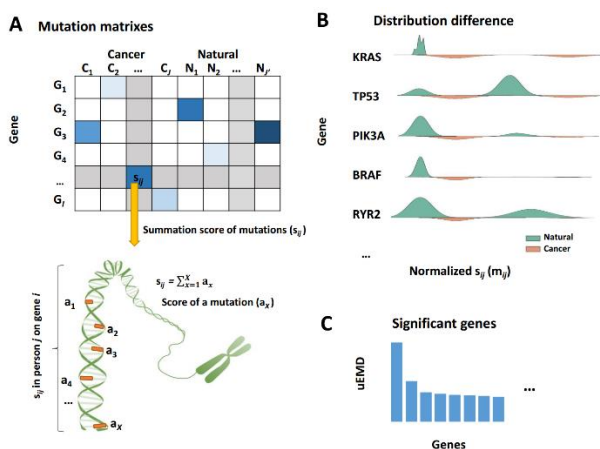 A Mutation matrixes
Cancer Natural
C1 C2 ... CJ N1 N2 ... NJ'
Gene
G1
G2
G3
G4
... sij
GI
Summation score of mutations (sij)
sij = ∑Xx=1 ax
Score of a mutation (ax)
sij in person j on gene i
a1
a2
a3
a4
...
ax
B Distribution difference
Gene
KRAS
TP53
PIK3A
BRAF
RYR2
...
Natural
Cancer
Normalized sij (mij)
C Significant genes
uEMD
...
Genes